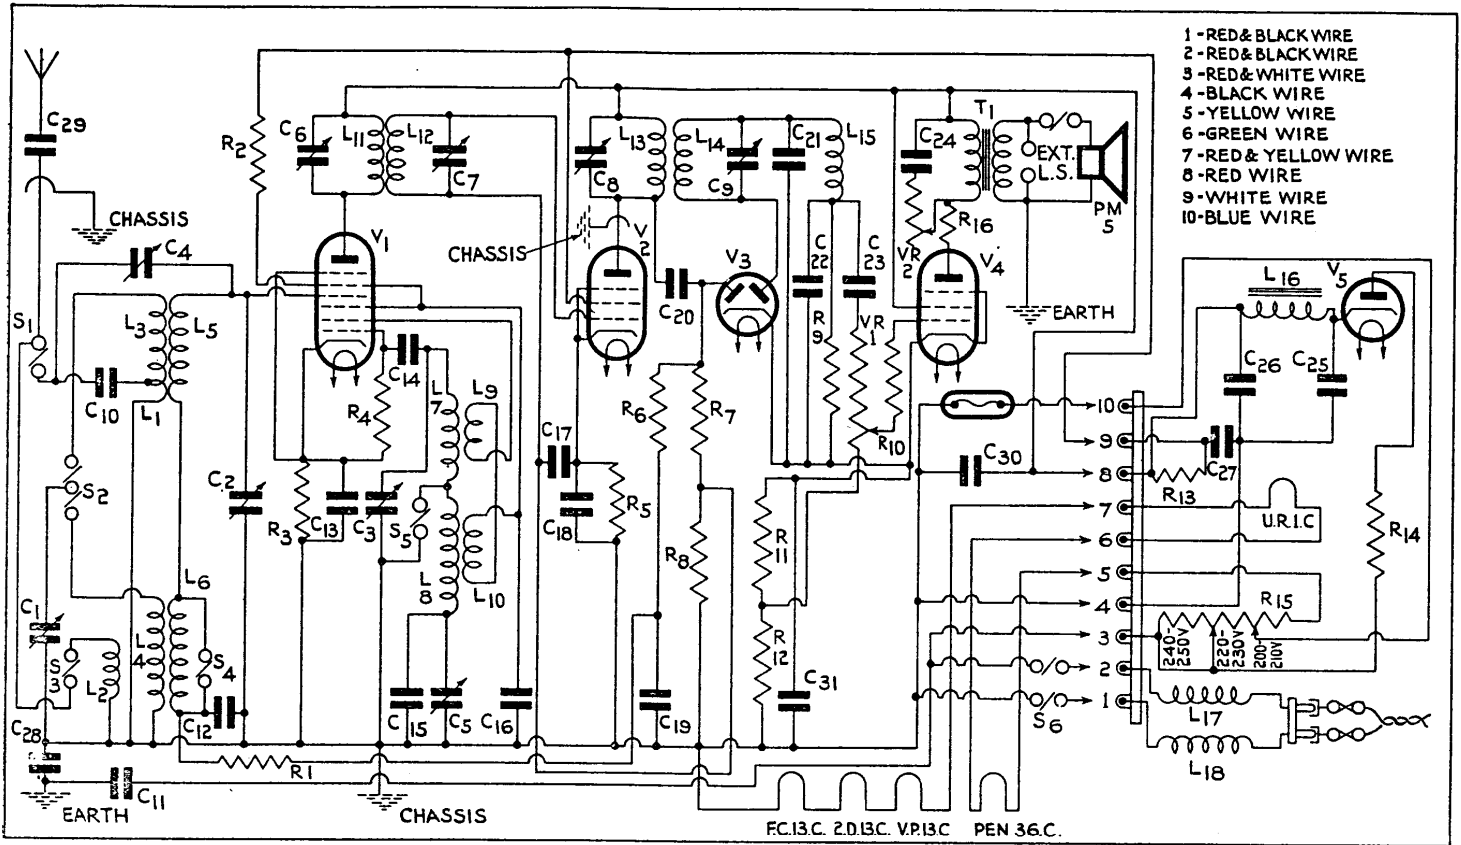 1-RED & BLACK WIRE
2-RED & BLACK WIRE
3-RED & WHITE WIRE
4-BLACK WIRE
5-YELLOW WIRE
6-GREEN WIRE
7-RED & YELLOW WIRE
8-RED WIRE
9-WHITE WIRE
10-BLUE WIRE
C29
R2
C6
L11
L12
C7
C8
L13
L14
C9
C21
L15
C24
T1
EXT.
L.S.
PM
5
R16
CHASSIS
C4
V1
CHASSIS
V2
V3
C20
C22
C23
VR2
V4
EARTH
L16
V5
S1
L3
L5
C10
L1
C14
R4
L7
L9
R6
R7
R9
VR1
R10
C26
C25
10
9
8
7
6
5
4
3
2
1
C27
R13
C30
S2
C2
R3
C13
C3
S5
C17
C18
R5
R8
R11
U.R.I.C
R14
L6
L8
L10
R12
R15
240-250V
220-230V
200-210V
C1
S3
L2
L4
S4
C12
C15
C5
C16
C19
C31
S6
L17
L18
C28
C11
R1
EARTH
CHASSIS
F.C.13.C. 2.D.13.C. V.P.13.C PEN 36.C.